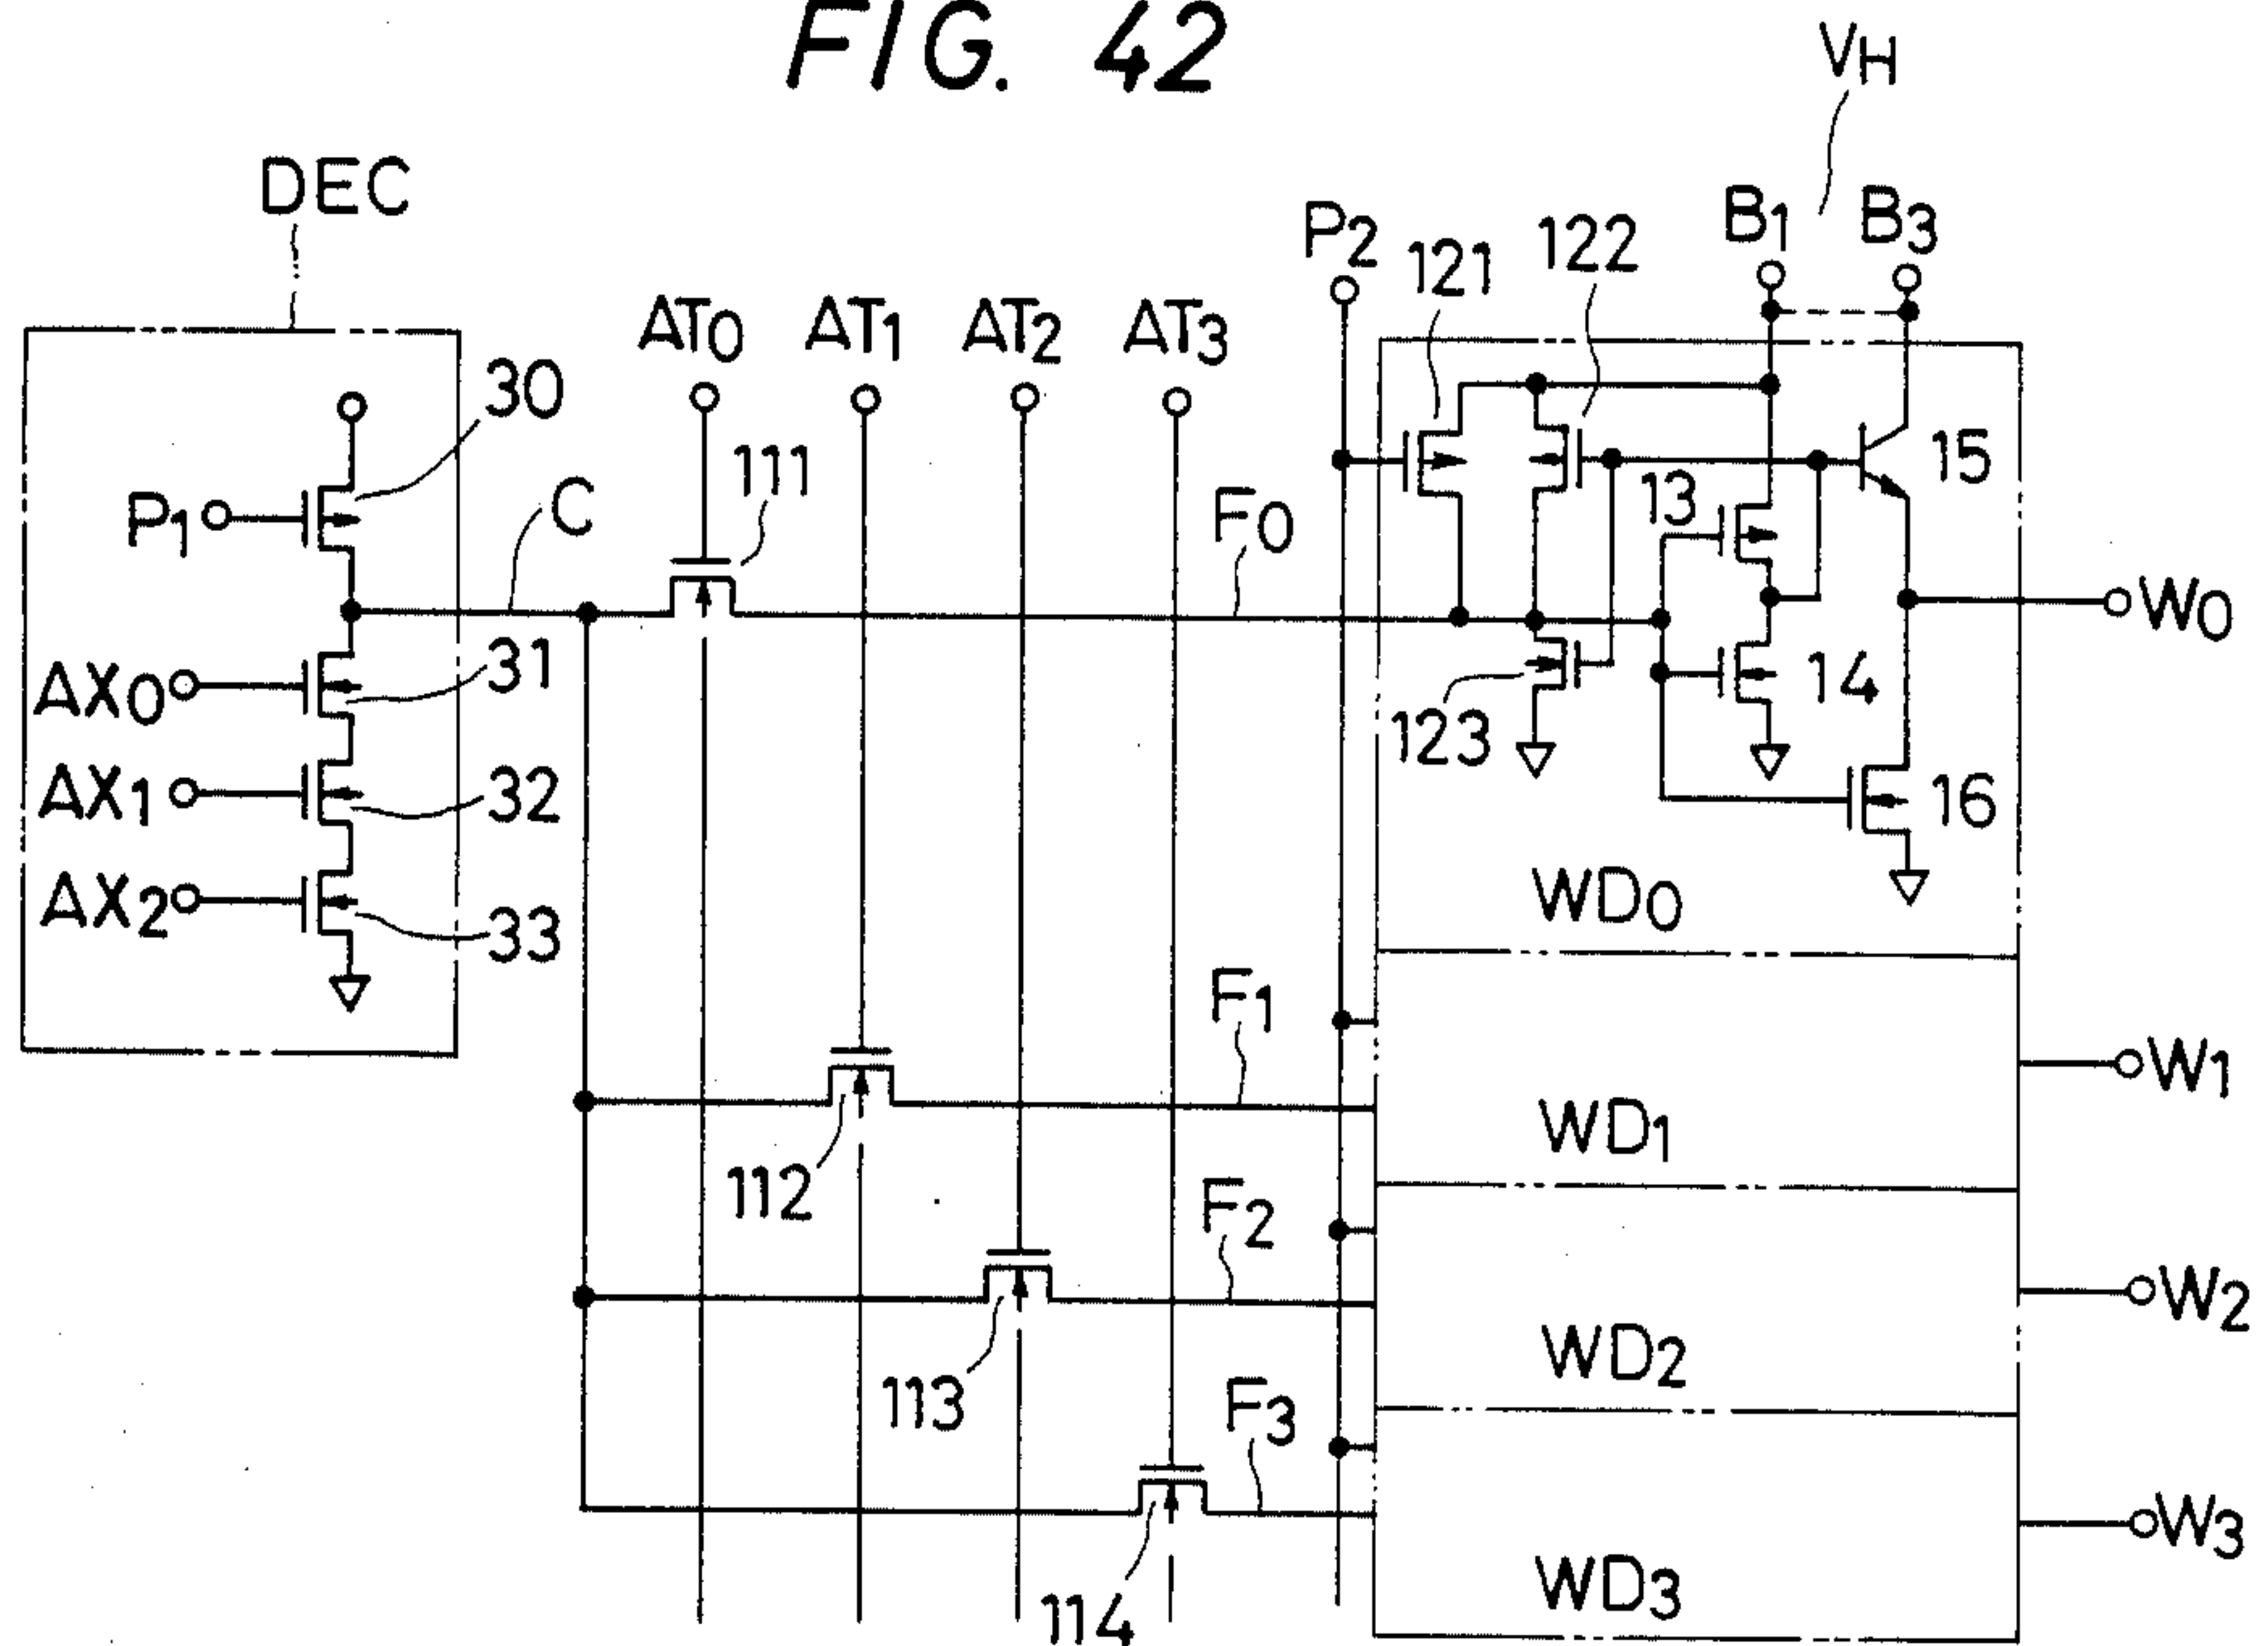 FIG. 42
VH
DEC
B1
B3
P2
121
122
AT0
AT1
AT2
AT3
30
111
15
P1
C
F0
13
W0
AX0
31
14
123
AX1
32
16
AX2
33
WD0
F1
W1
WD1
112
F2
W2
WD2
113
F3
W3
WD3
114